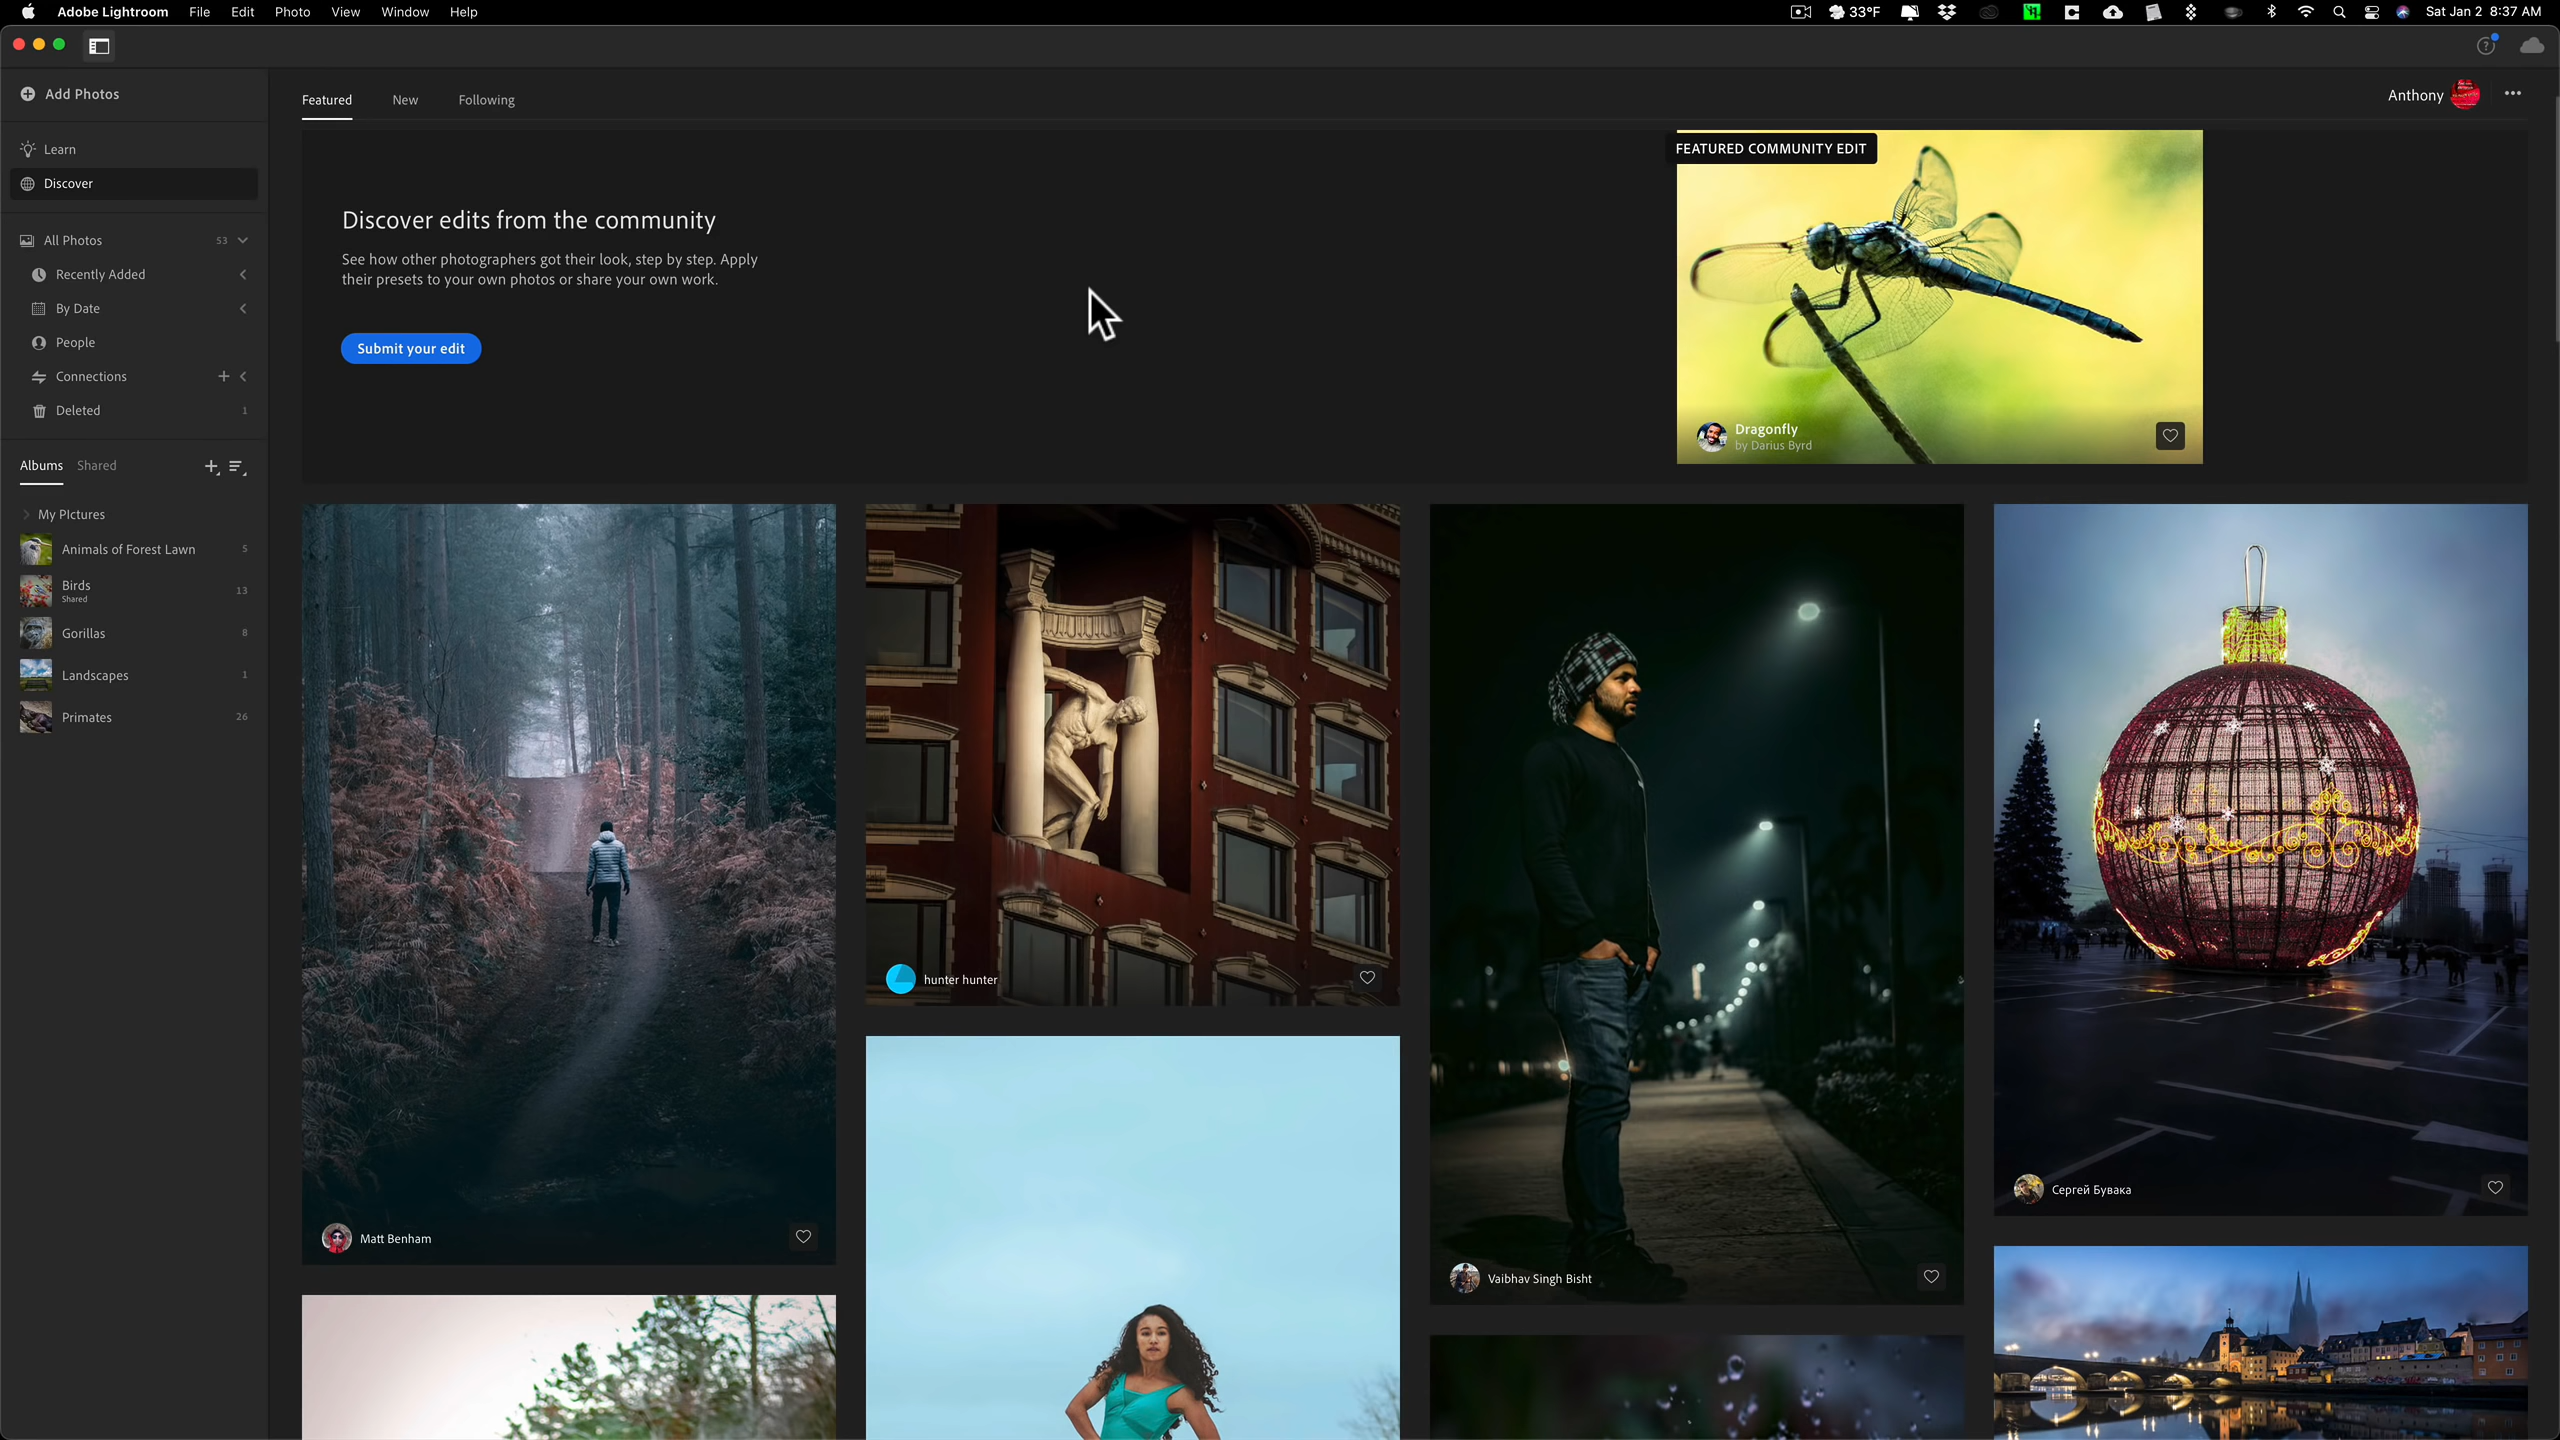 Adobe Lightroom File Edit Photo View Window Help 33°F Sat Jan 2 8:37 AM
Add Photos
Learn
Discover
All Photos 53
Recently Added
By Date
People
Connections
Deleted 1
Albums Shared
My PIctures
Animals of Forest Lawn 5
Birds 13
Shared
Gorillas 8
Landscapes 1
Primates 26
Featured New Following
Anthony
Discover edits from the community
See how other photographers got their look, step by step. Apply
their presets to your own photos or share your own work.
Submit your edit
FEATURED COMMUNITY EDIT
Dragonfly
by Darius Byrd
Matt Benham
hunter hunter
Vaibhav Singh Bisht
Сергей Бувака